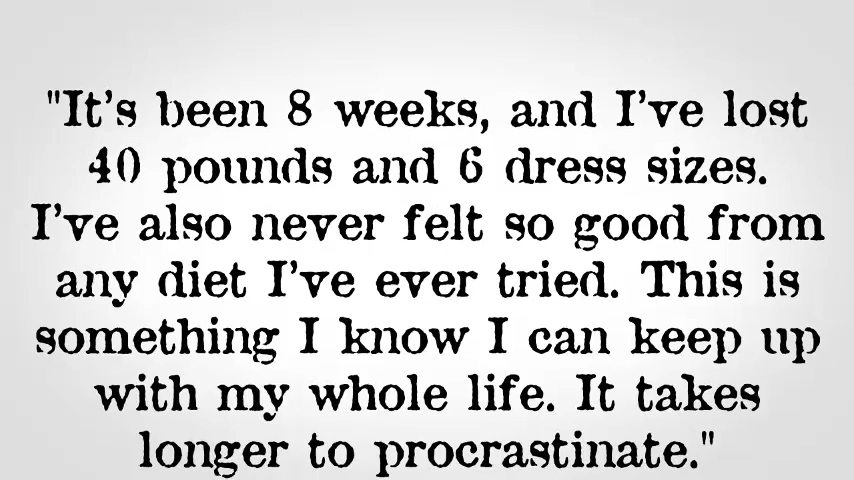 "It's been 8 weeks, and I've lost
40 pounds and 6 dress sizes.
I've also never felt so good from
any diet I've ever tried. This is
something I know I can keep up
with my whole life. It takes
longer to procrastinate."